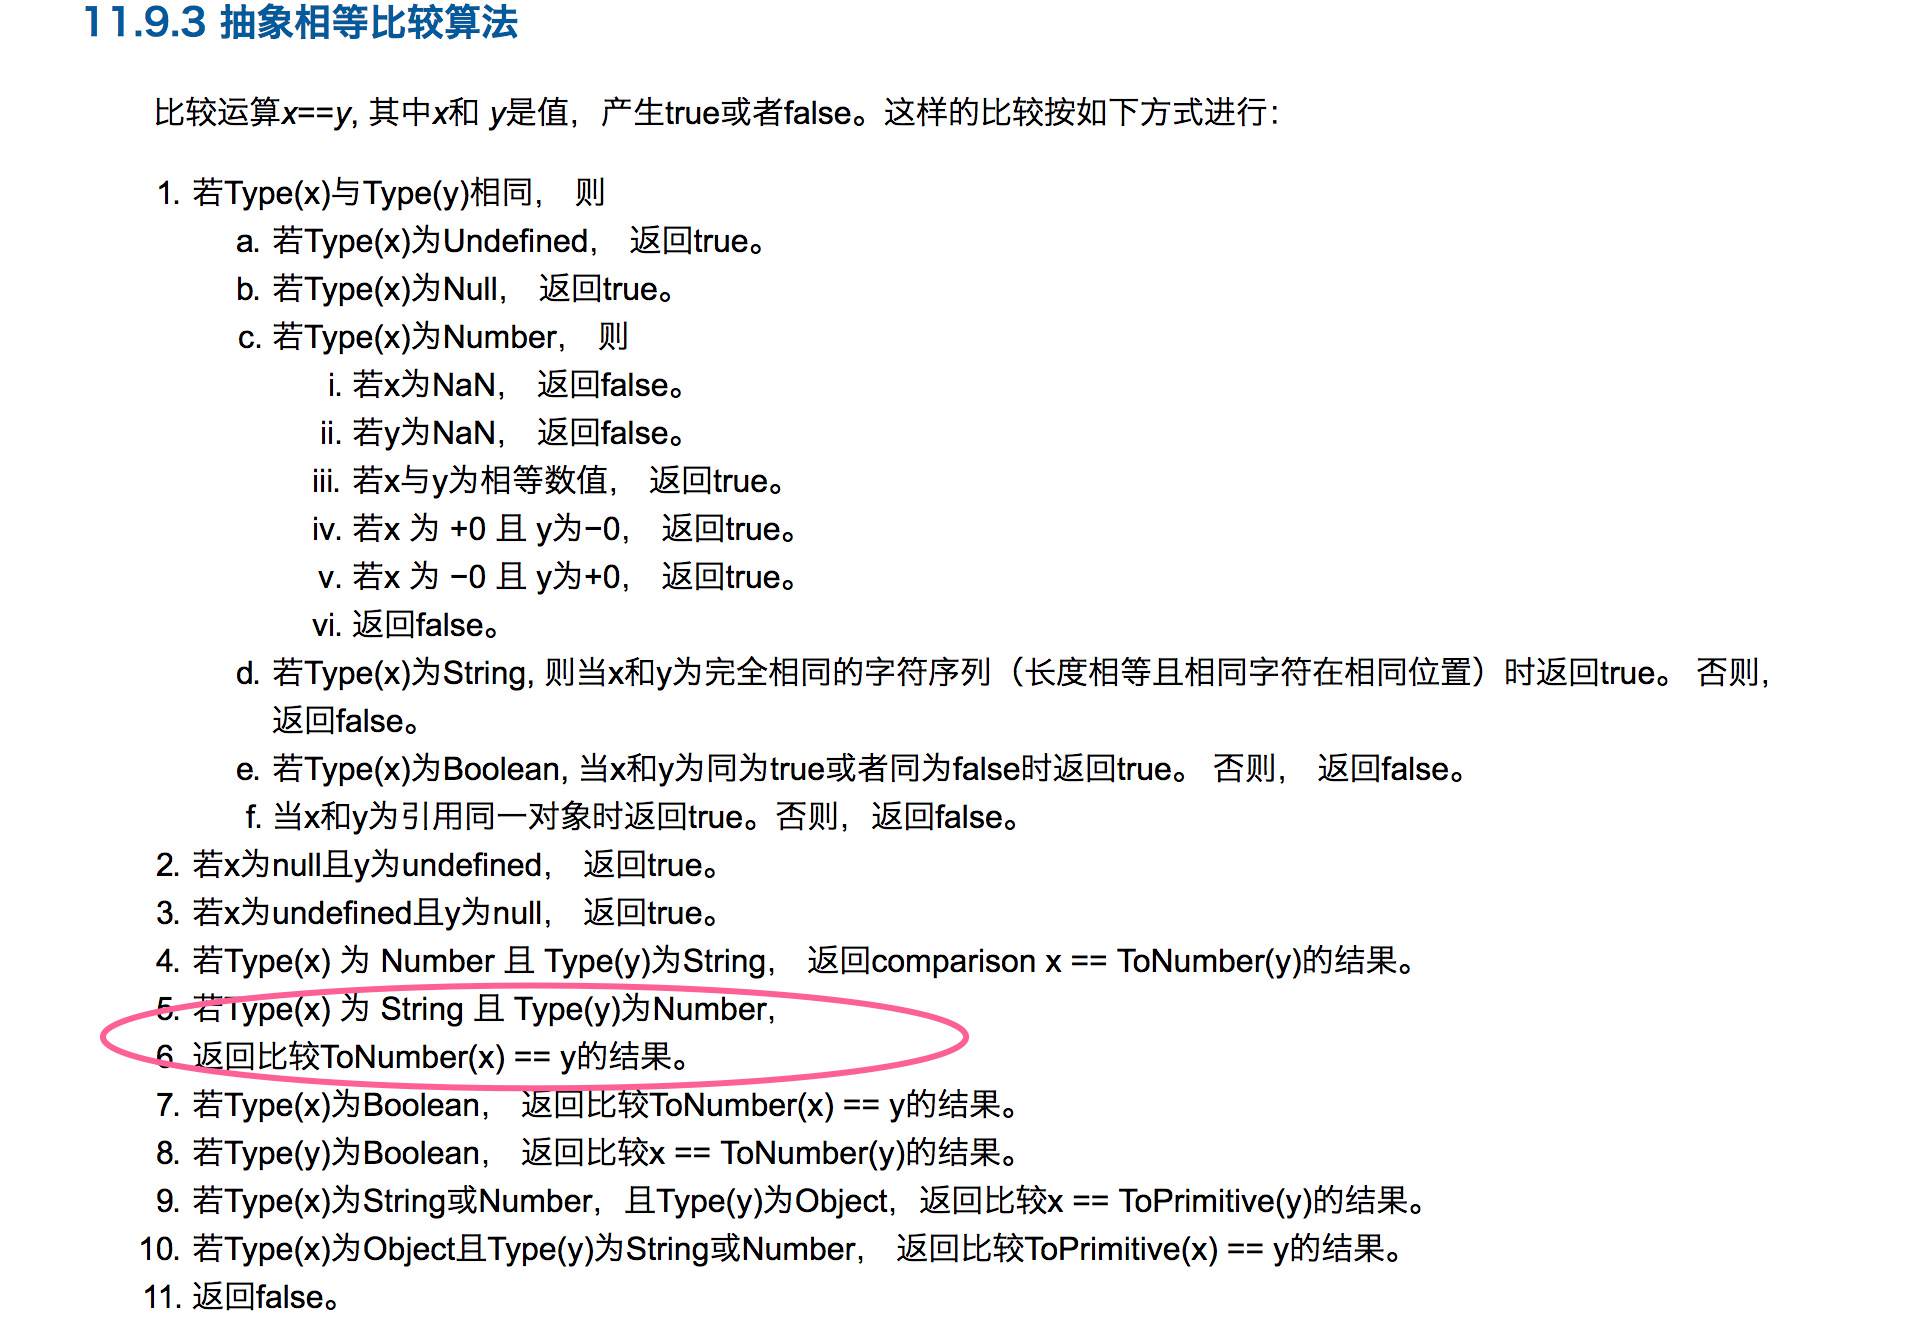 11.9.3 抽象相等比较算法
比较运算x==y, 其中x和 y是值，产生true或者false。这样的比较按如下方式进行：
1. 若Type(x)与Type(y)相同， 则
a. 若Type(x)为Undefined， 返回true。
b. 若Type(x)为Null， 返回true。
c. 若Type(x)为Number， 则
i. 若x为NaN， 返回false。
ii. 若y为NaN， 返回false。
iii. 若x与y为相等数值， 返回true。
iv. 若x 为 +0 且 y为−0， 返回true。
v. 若x 为 −0 且 y为+0， 返回true。
vi. 返回false。
d. 若Type(x)为String, 则当x和y为完全相同的字符序列（长度相等且相同字符在相同位置）时返回true。 否则，
返回false。
e. 若Type(x)为Boolean, 当x和y为同为true或者同为false时返回true。 否则， 返回false。
f. 当x和y为引用同一对象时返回true。否则，返回false。
2. 若x为null且y为undefined， 返回true。
3. 若x为undefined且y为null， 返回true。
4. 若Type(x) 为 Number 且 Type(y)为String， 返回comparison x == ToNumber(y)的结果。
5. 若Type(x) 为 String 且 Type(y)为Number,
6. 返回比较ToNumber(x) == y的结果。
7. 若Type(x)为Boolean， 返回比较ToNumber(x) == y的结果。
8. 若Type(y)为Boolean， 返回比较x == ToNumber(y)的结果。
9. 若Type(x)为String或Number，且Type(y)为Object，返回比较x == ToPrimitive(y)的结果。
10. 若Type(x)为Object且Type(y)为String或Number， 返回比较ToPrimitive(x) == y的结果。
11. 返回false。